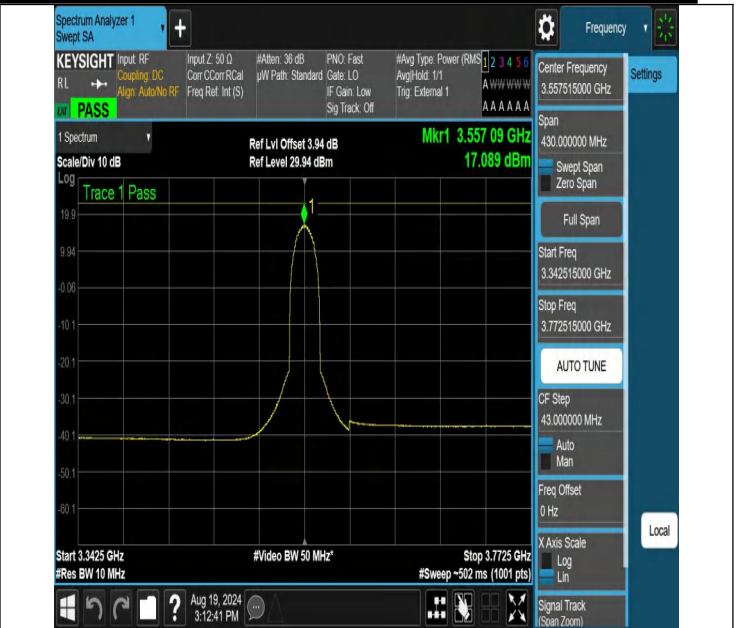 Spectrum Analyzer 1
Swept SA
+
Frequency
KEYSIGHT
RL
PASS
Input: RF
Coupling: DC
Align: Auto/No RF
Input Z: 50 Ω
Corr CCorr RCal
Freq Ref: Int (S)
#Atten: 36 dB
µW Path: Standard
PNO: Fast
Gate: LO
IF Gain: Low
Sig Track: Off
#Avg Type: Power (RMS
Avg|Hold: 1/1
Trig: External 1
1 2 3 4 5 6
A W W W W W
A A A A A A
1 Spectrum
Scale/Div 10 dB
Log
Ref Lvl Offset 3.94 dB
Ref Level 29.94 dBm
Mkr1 3.557 09 GHz
17.089 dBm
Trace 1 Pass
1
19.9
9.94
-0.06
-10.1
-20.1
-30.1
-40.1
-50.1
-60.1
Start 3.3425 GHz
#Res BW 10 MHz
#Video BW 50 MHz*
Stop 3.7725 GHz
#Sweep ~502 ms (1001 pts)
?
Aug 19, 2024
3:12:41 PM
Center Frequency
3.557515000 GHz
Settings
Span
430.000000 MHz
Swept Span
Zero Span
Full Span
Start Freq
3.342515000 GHz
Stop Freq
3.772515000 GHz
AUTO TUNE
CF Step
43.000000 MHz
Auto
Man
Freq Offset
0 Hz
Local
X Axis Scale
Log
Lin
Signal Track
(Span Zoom)